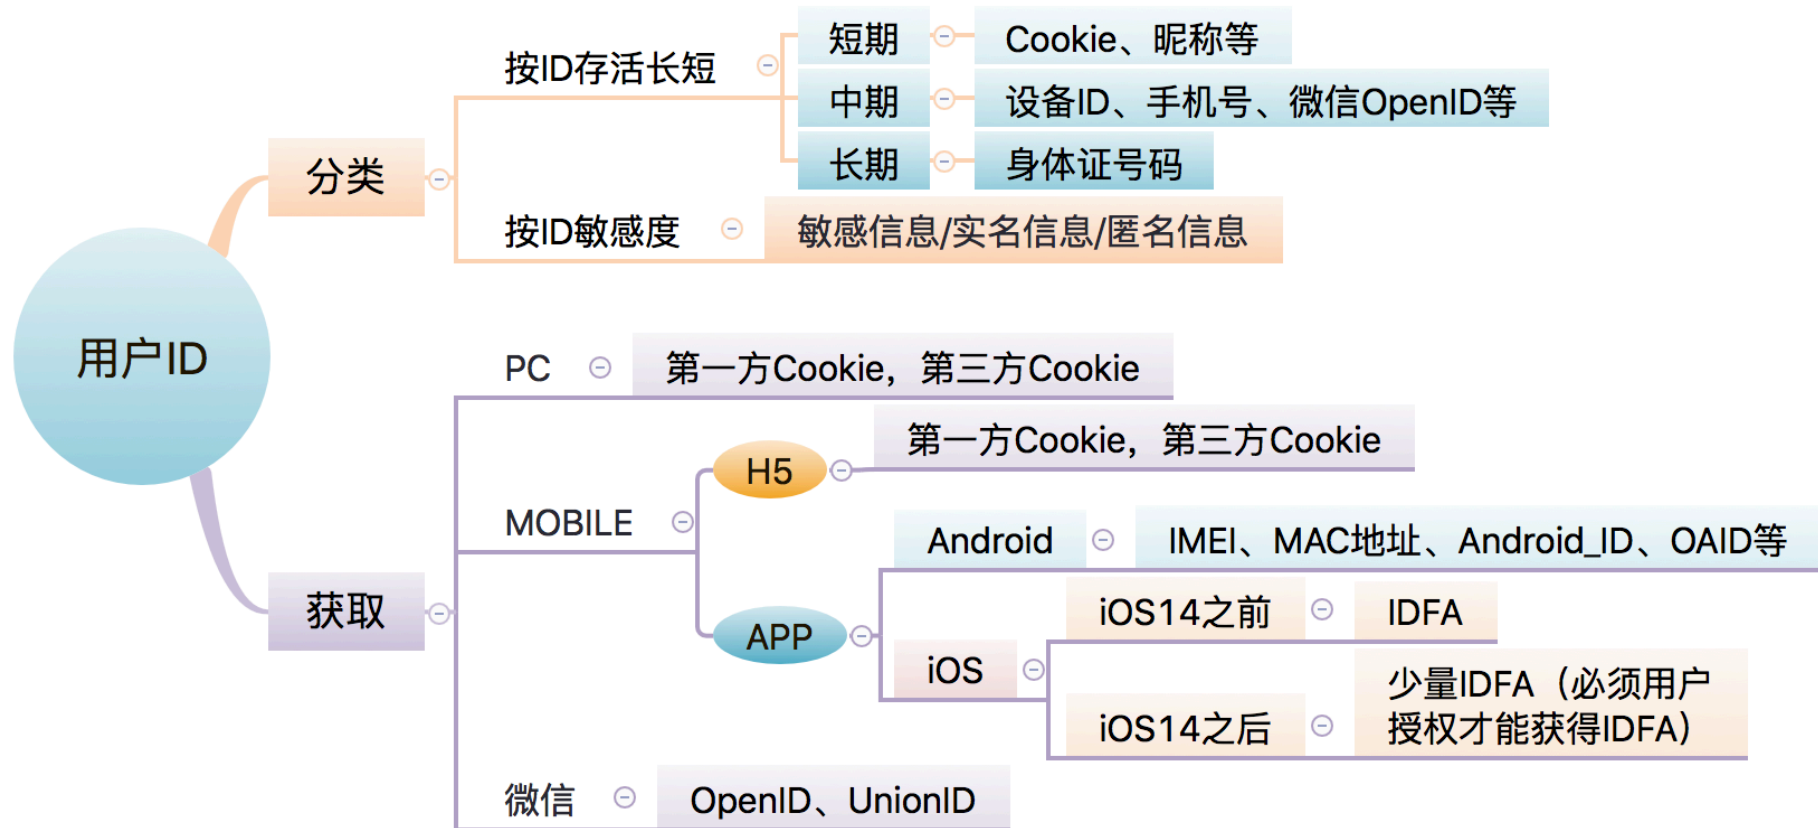 用户ID
分类
按ID存活长短
短期
Cookie、昵称等
中期
设备ID、手机号、微信OpenID等
长期
身体证号码
按ID敏感度
敏感信息/实名信息/匿名信息
获取
PC
第一方Cookie，第三方Cookie
MOBILE
H5
第一方Cookie，第三方Cookie
APP
Android
IMEI、MAC地址、Android_ID、OAID等
iOS
iOS14之前
IDFA
iOS14之后
少量IDFA（必须用户
授权才能获得IDFA）
微信
OpenID、UnionID